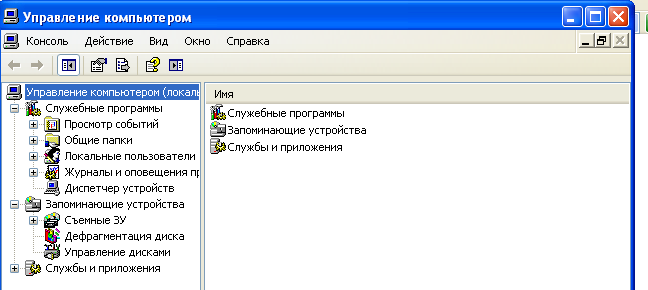 Управление компьютером
Консоль Действие Вид Окно Справка
Управление компьютером (локаль
Служебные программы
Просмотр событий
Общие папки
Локальные пользователи
Журналы и оповещения пр
Диспетчер устройств
Запоминающие устройства
Съемные ЗУ
Дефрагментация диска
Управление дисками
Службы и приложения
Имя
Служебные программы
Запоминающие устройства
Службы и приложения